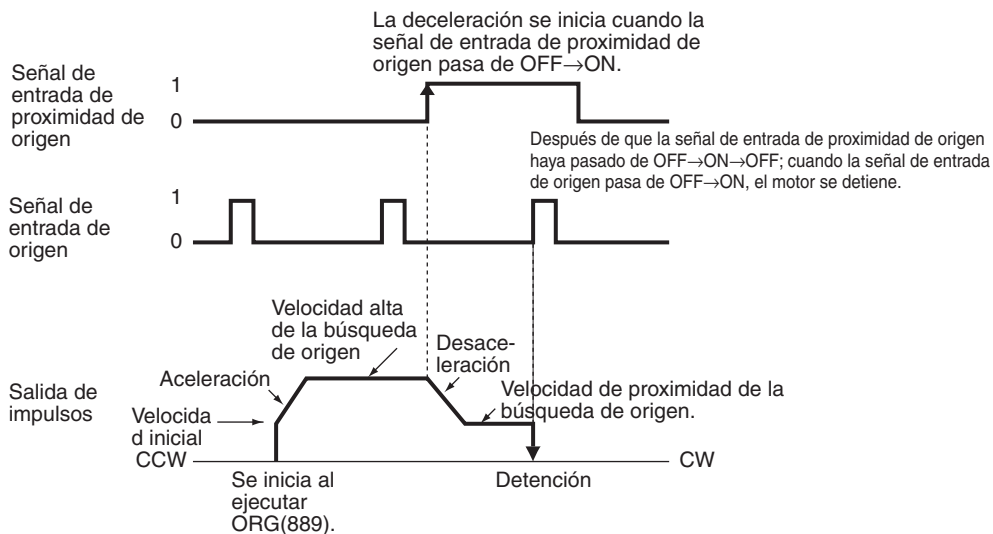 La deceleración se inicia cuando la
señal de entrada de proximidad de
origen pasa de OFF→ON.
Señal de
entrada de
proximidad de
origen
1
0
Después de que la señal de entrada de proximidad de origen
haya pasado de OFF→ON→OFF; cuando la señal de entrada
de origen pasa de OFF→ON, el motor se detiene.
Señal de
entrada de
origen
1
0
Velocidad alta
de la búsqueda
de origen
Desace-
leración
Aceleración
Velocidad de proximidad de la
búsqueda de origen.
Salida de
impulsos
Velocida
d inicial
CCW
CW
Se inicia al
ejecutar
ORG(889).
Detención